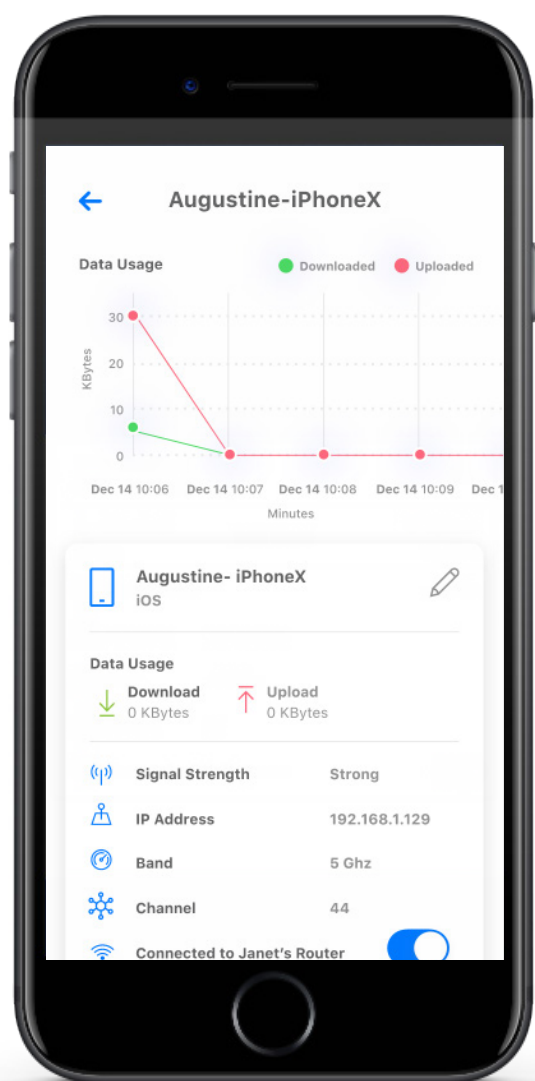 Augustine-iPhoneX
Data Usage Downloaded Uploaded
30
20
10
0
KBytes
Dec 14 10:06 Dec 14 10:07 Dec 14 10:08 Dec 14 10:09 Dec 1
Minutes
Augustine- iPhoneX
iOS
Data Usage
Download Upload
0 KBytes 0 KBytes
Signal Strength Strong
IP Address 192.168.1.129
Band 5 Ghz
Channel 44
Connected to Janet's Router